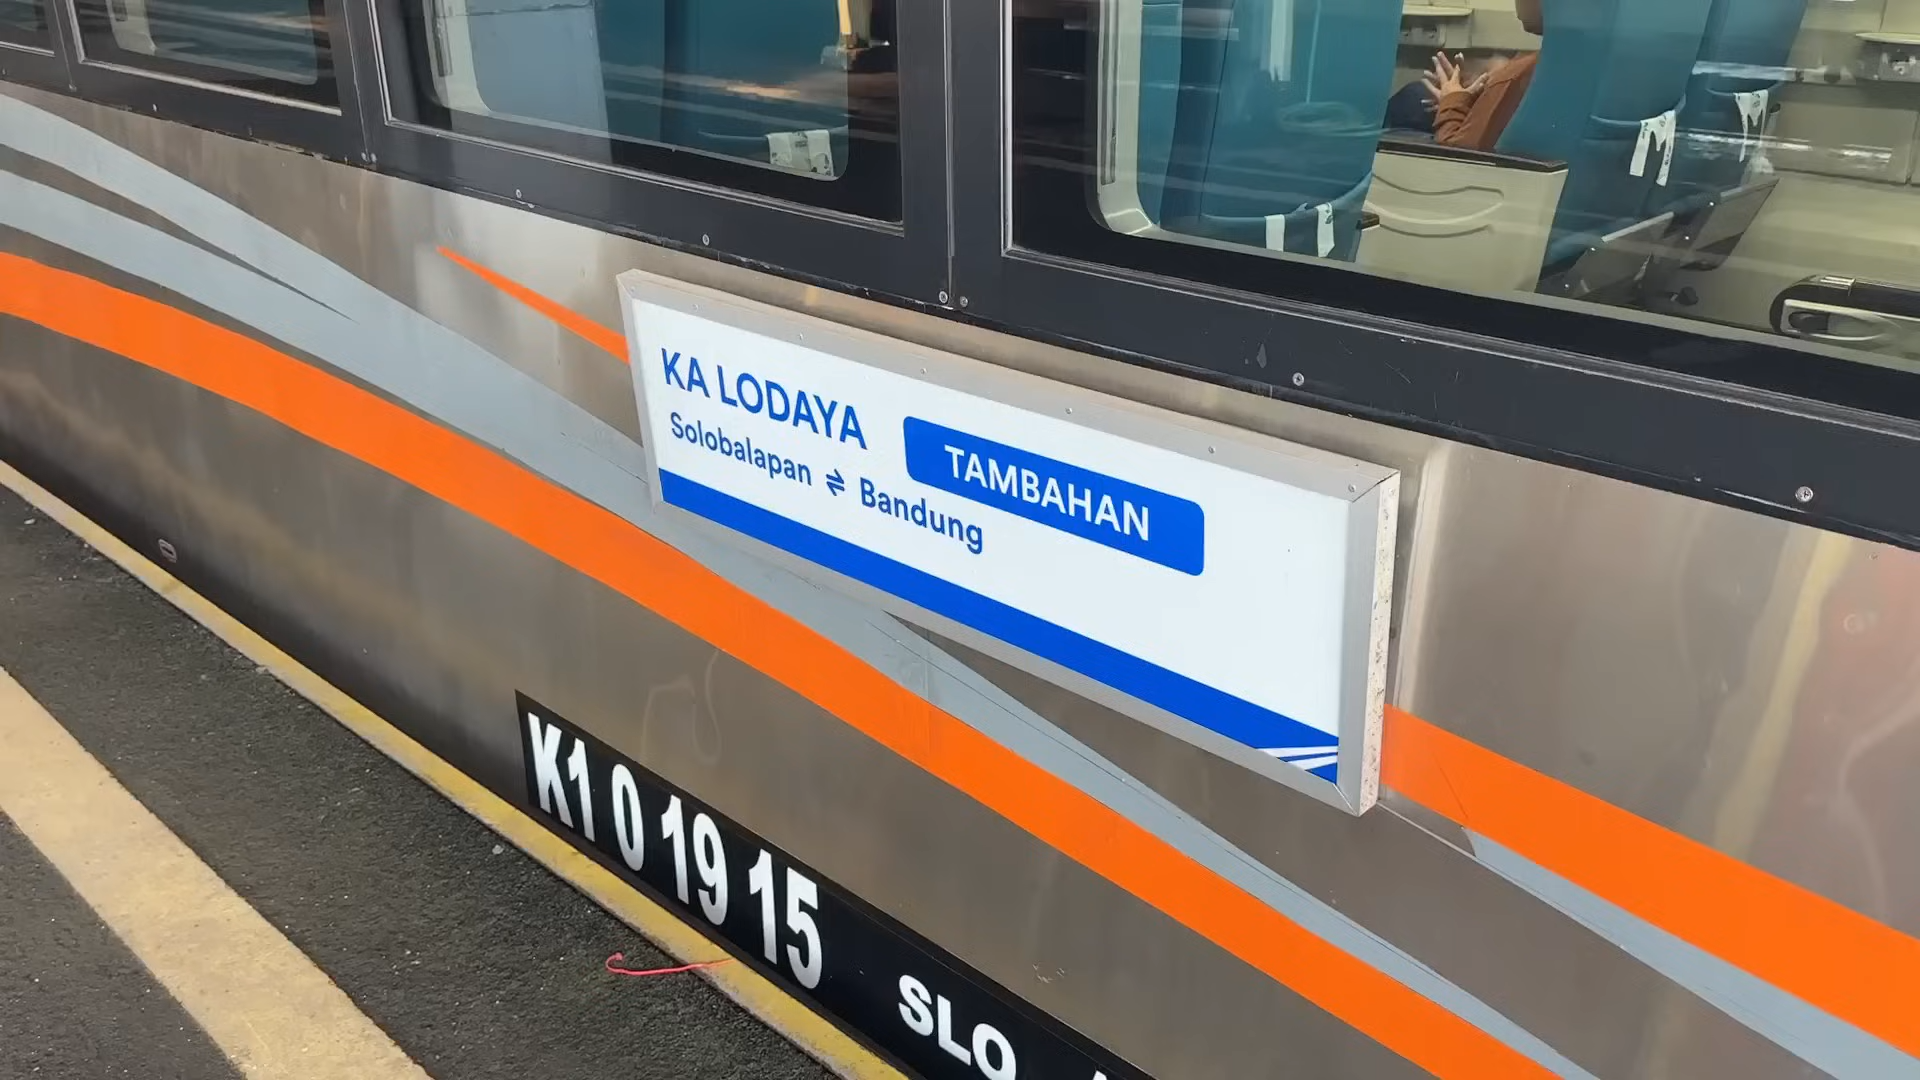 KA LODAYA
TAMBAHAN
Solobalapan ⇌ Bandung
K1 0 19 15
SLO